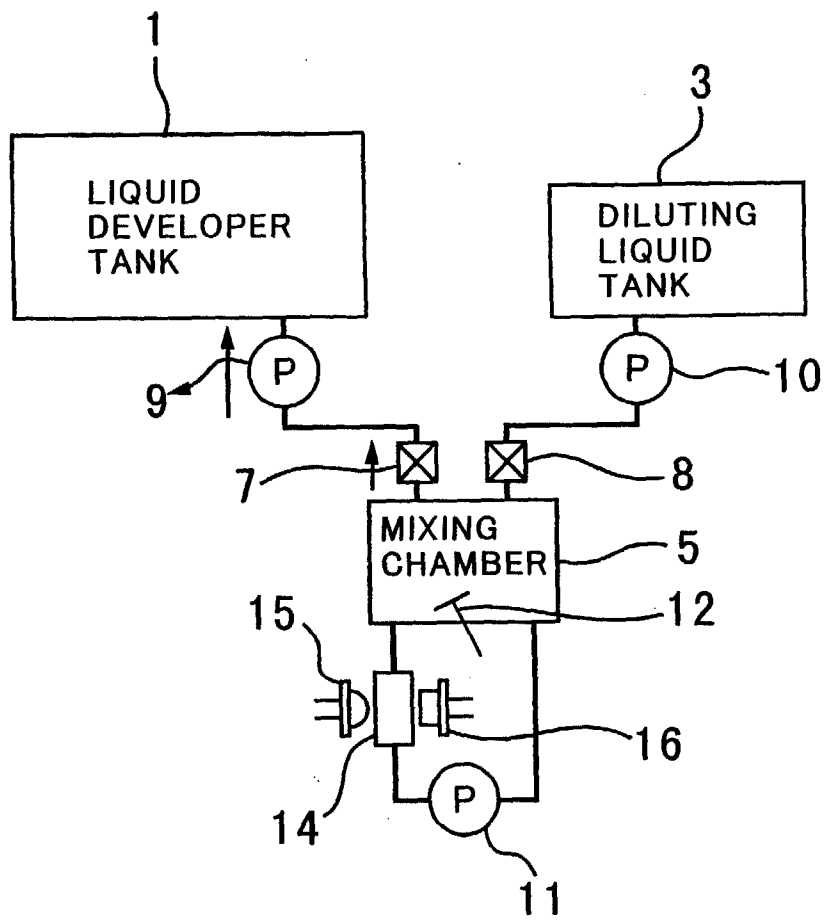 1
3
LIQUID
DEVELOPER
TANK
DILUTING
LIQUID
TANK
P
P
9
10
7
8
MIXING
CHAMBER
5
12
15
16
14
P
11